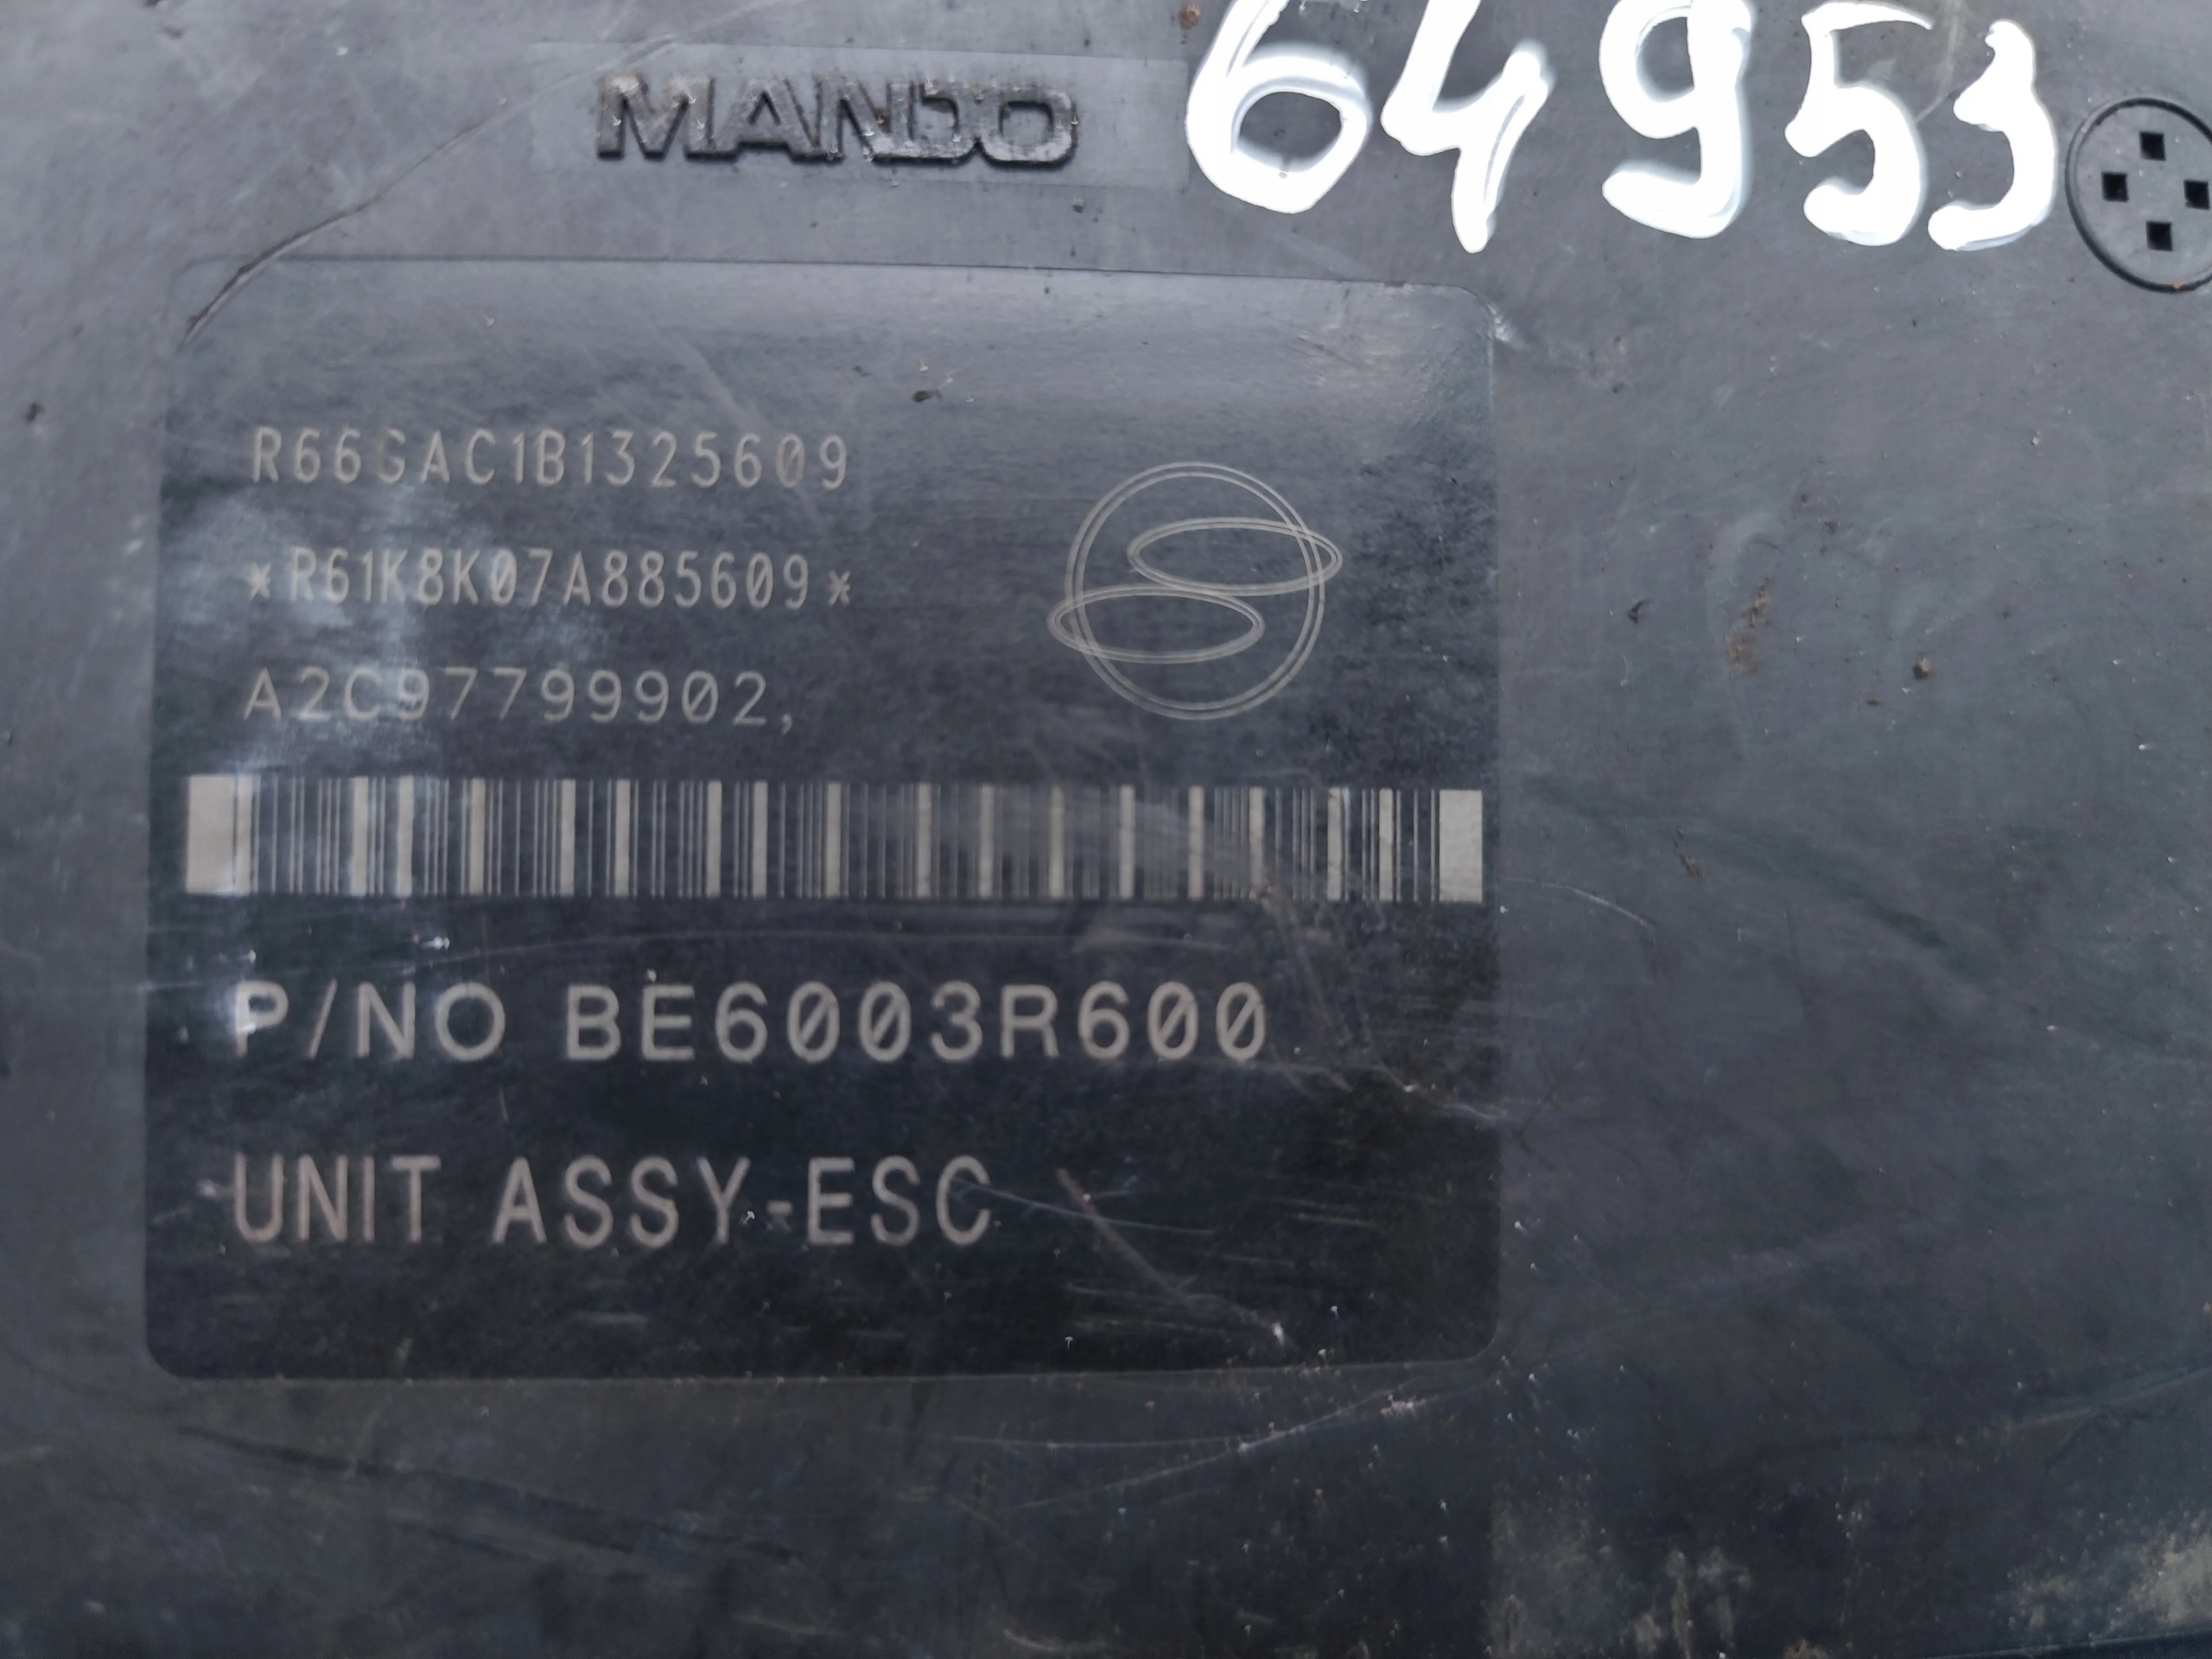 MANDO
64953
R66GAC1B1325609
*R61K8K07A885609*
A2C97799902,
P/NO BE6003R600
UNIT ASSY-ESC